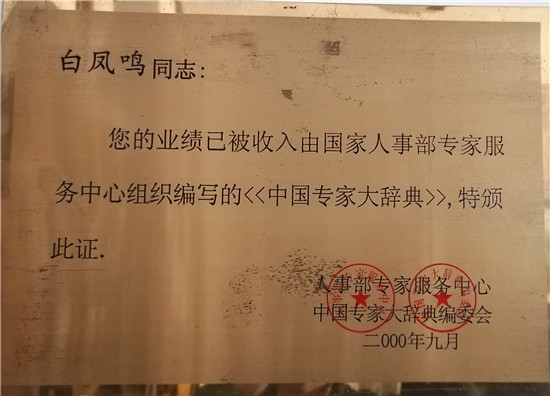 白凤鸣同志:
您的业绩已被收入由国家人事部专家服
务中心组织编写的<<中国专家大辞典>>,特颁
此证.
人事部专家服务中心
中国专家大辞典编委会
二000年九月